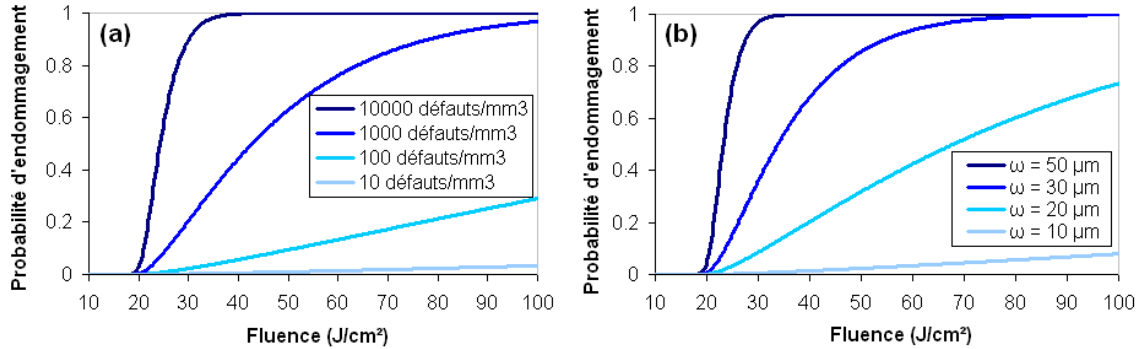 (a)
Probabilité d'endommagement
1
0.8
0.6
0.4
0.2
0
10000 défauts/mm3
1000 défauts/mm3
100 défauts/mm3
10 défauts/mm3
10 20 30 40 50 60 70 80 90 100
Fluence (J/cm²)
(b)
Probabilité d'endommagement
1
0.8
0.6
0.4
0.2
0
ω = 50 µm
ω = 30 µm
ω = 20 µm
ω = 10 µm
10 20 30 40 50 60 70 80 90 100
Fluence (J/cm²)